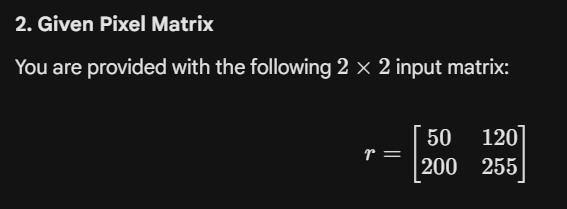 2. Given Pixel Matrix
You are provided with the following 2 × 2 input matrix:
r = [50 120
200 255]